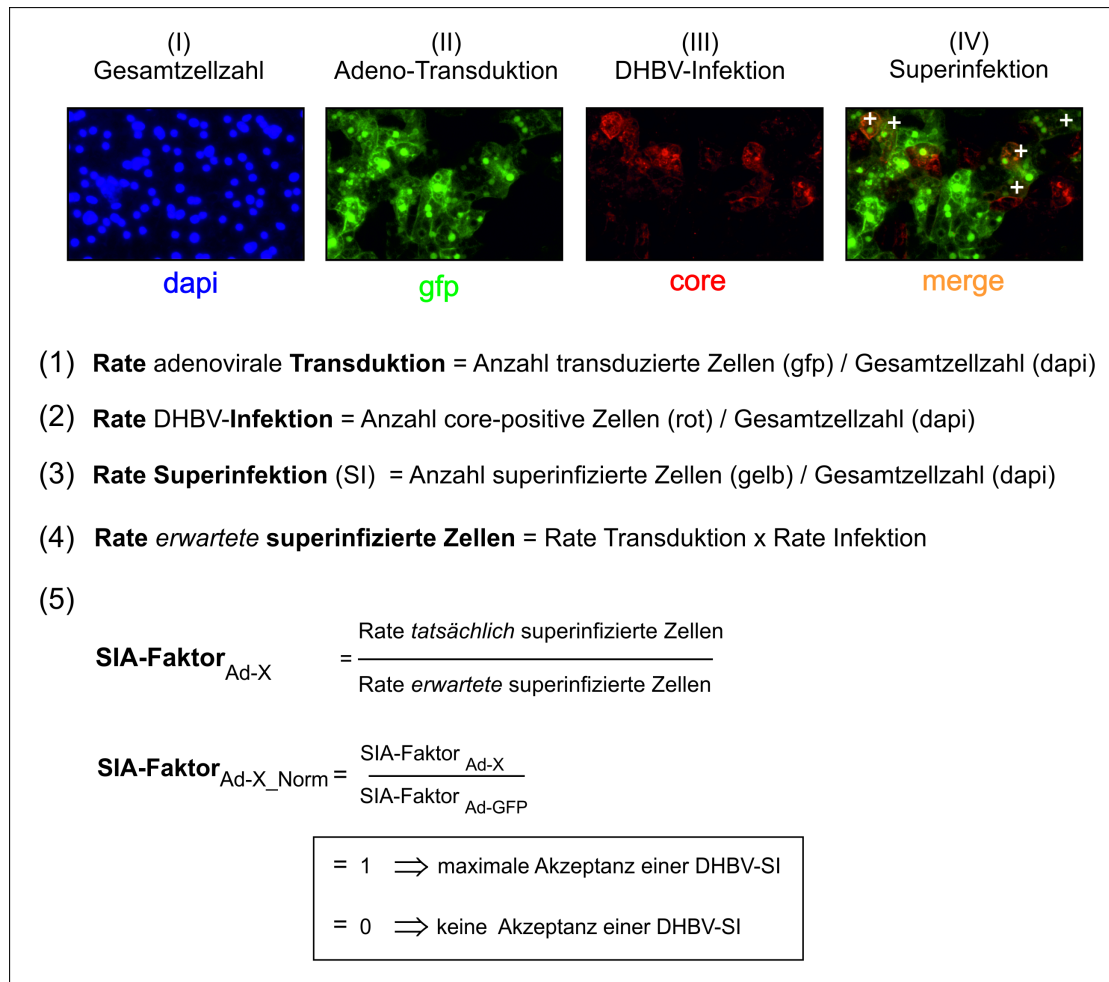 (I)
Gesamtzellzahl
(II)
Adeno-Transduktion
(III)
DHBV-Infektion
(IV)
Superinfektion
+ + + + +
dapi
gfp
core
merge
(1) Rate adenovirale Transduktion = Anzahl transduzierte Zellen (gfp) / Gesamtzellzahl (dapi)
(2) Rate DHBV-Infektion = Anzahl core-positive Zellen (rot) / Gesamtzellzahl (dapi)
(3) Rate Superinfektion (SI) = Anzahl superinfizierte Zellen (gelb) / Gesamtzellzahl (dapi)
(4) Rate erwartete superinfizierte Zellen = Rate Transduktion x Rate Infektion
(5)
SIA-Faktor Ad-X =
Rate tatsächlich superinfizierte Zellen
Rate erwartete superinfizierte Zellen
SIA-Faktor Ad-X_Norm =
SIA-Faktor Ad-X
SIA-Faktor Ad-GFP
= 1 ⇒ maximale Akzeptanz einer DHBV-SI
= 0 ⇒ keine Akzeptanz einer DHBV-SI